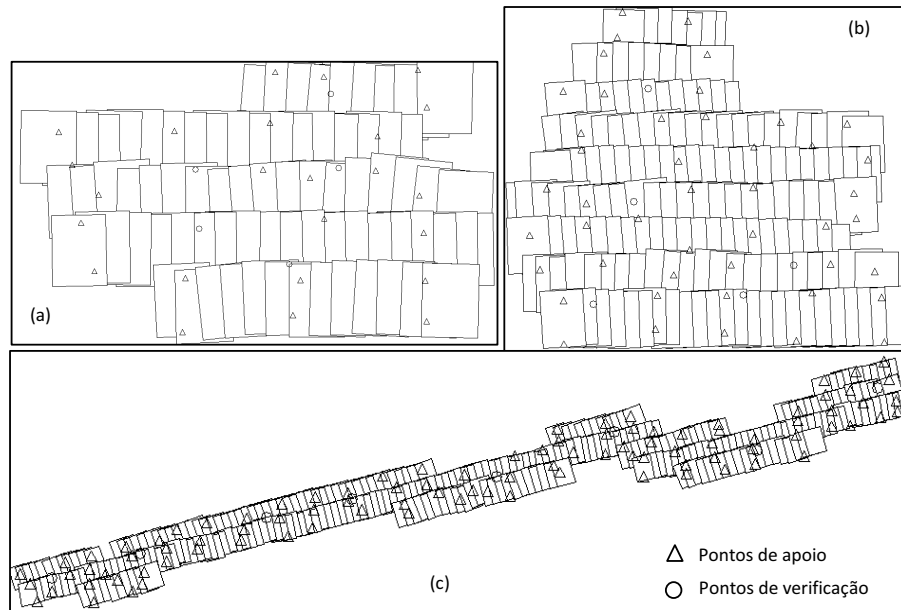 (b)
(a)
(c)
Pontos de apoio
Pontos de verificação